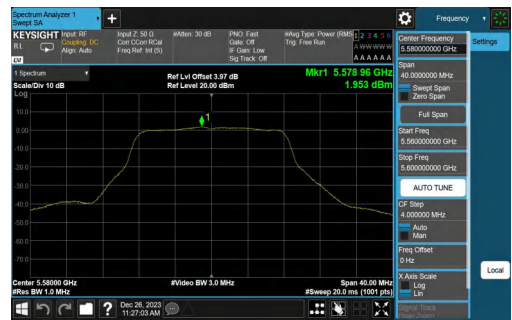 Spectrum Analyzer 1
Swept SA
Frequency
KEYSIGHT
RL
LV
Input: RF
Coupling: DC
Align: Auto
Input Z: 50 Ω
Corr CCorr RCal
Freq Ref: Int (S)
#Atten: 30 dB
PNO: Fast
Gate: Off
IF Gain: Low
Sig Track: Off
#Avg Type: Power (RMS
Trig: Free Run
1 2 3 4 5 6
A W W W W W
A A A A A A
1 Spectrum
Scale/Div 10 dB
Ref Lvl Offset 3.97 dB
Ref Level 20.00 dBm
Mkr1 5.578 96 GHz
1.953 dBm
Log
1
10.0
0.00
-10.0
-20.0
-30.0
-40.0
-50.0
-60.0
-70.0
Center 5.58000 GHz
#Res BW 1.0 MHz
#Video BW 3.0 MHz
Span 40.00 MHz
#Sweep 20.0 ms (1001 pts)
Center Frequency
5.580000000 GHz
Settings
Span
40.0000000 MHz
Swept Span
Zero Span
Full Span
Start Freq
5.560000000 GHz
Stop Freq
5.600000000 GHz
AUTO TUNE
CF Step
4.000000 MHz
Auto
Man
Freq Offset
0 Hz
X Axis Scale
Log
Lin
Local
Signal Track
Dec 26, 2023
11:27:03 AM